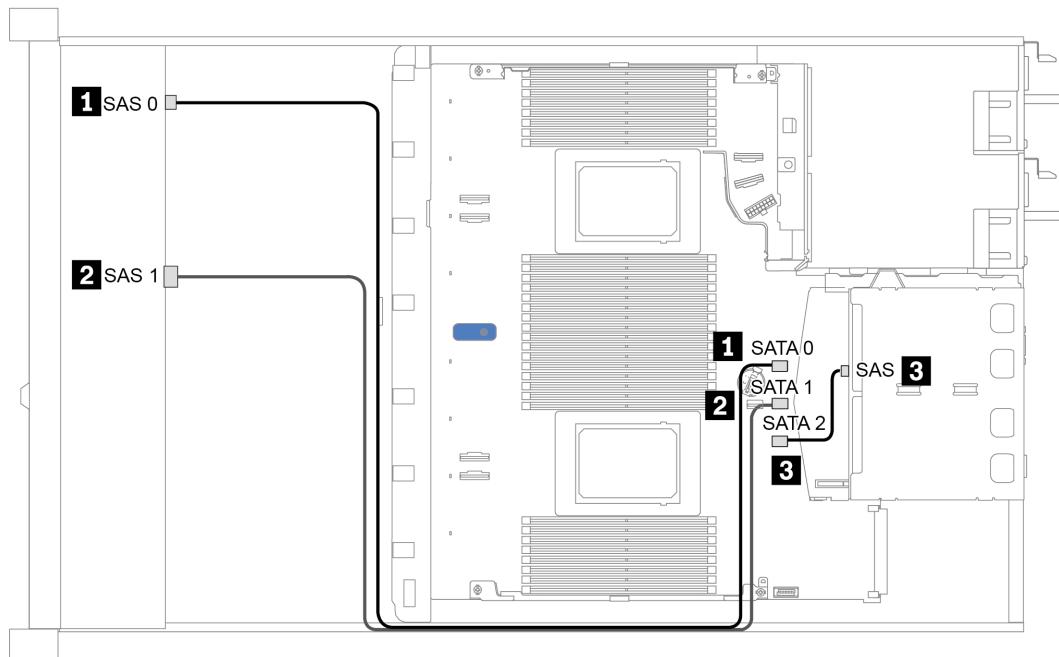 1 SAS 0
2 SAS 1
1 SATA 0
SAS 3
2 SATA 1
SATA 2
3